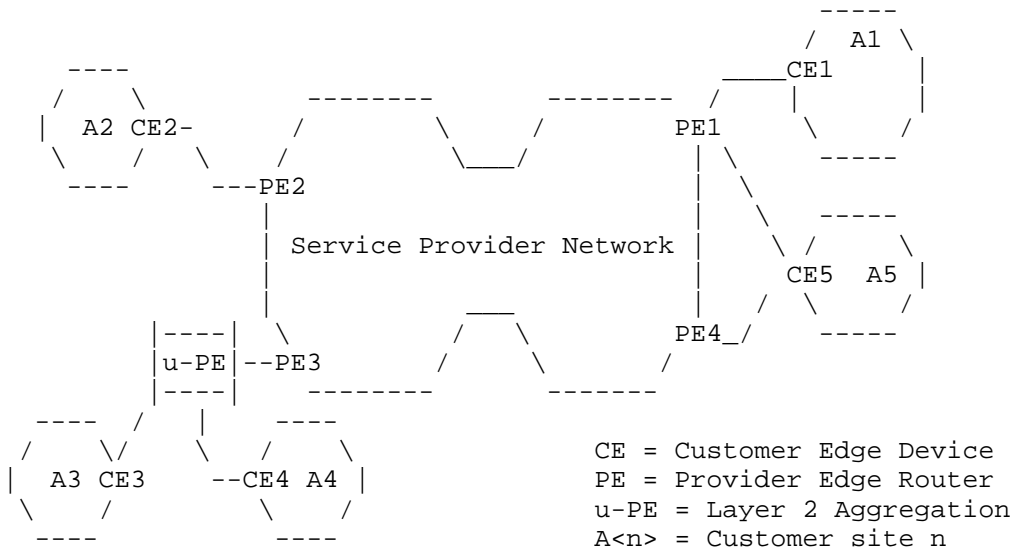 A1
CE1
A2 CE2
PE1
PE2
Service Provider Network
CE5 A5
PE4
u-PE PE3
A3 CE3 CE4 A4
CE = Customer Edge Device
PE = Provider Edge Router
u-PE = Layer 2 Aggregation
A<n> = Customer site n